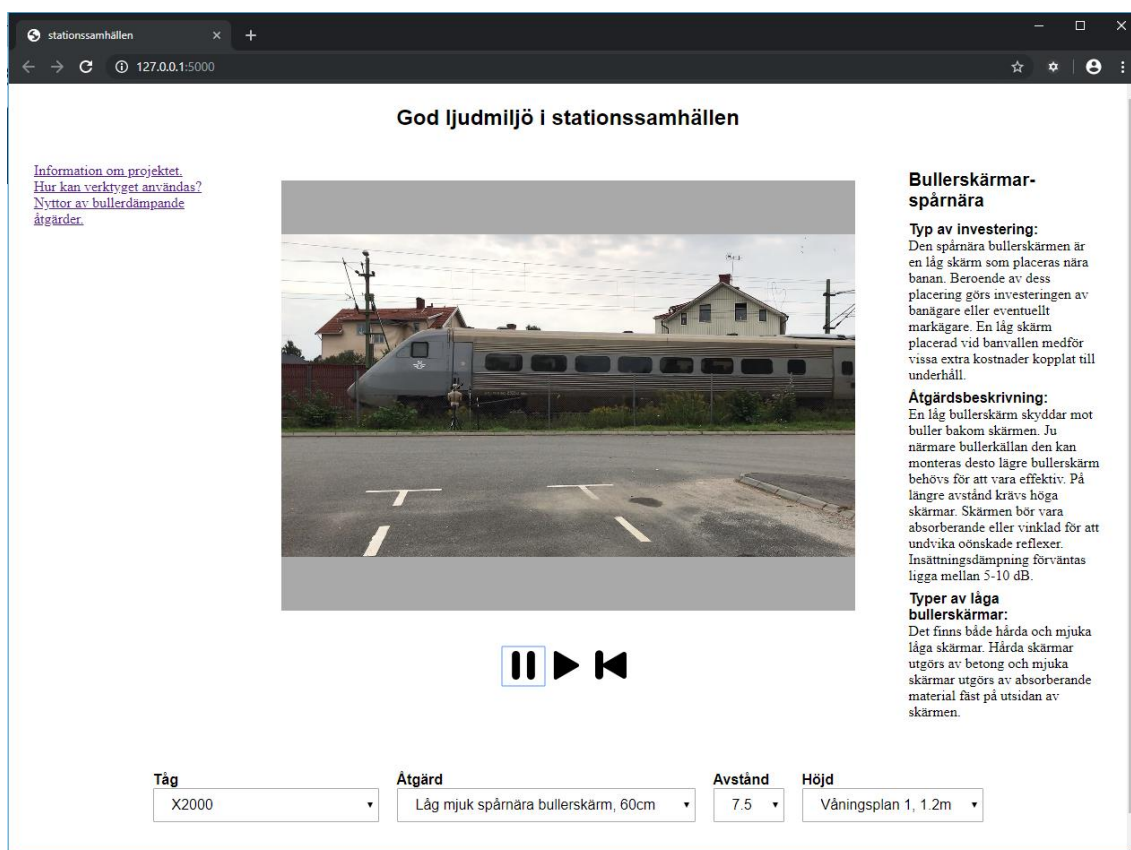 stationssamhällen
127.0.0.1:5000
God ljudmiljö i stationssamhällen
Information om projektet.
Hur kan verktyget användas?
Nyttor av bullerdämpande
åtgärder.
Bullerskärmar-
spårnära
Typ av investering:
Den spårnära bullerskärmen är
en låg skärm som placeras nära
banan. Beroende av dess
placering görs investeringen av
banägare eller eventuellt
markägare. En låg skärm
placerad vid banvallen medför
vissa extra kostnader kopplat till
underhåll.
Åtgärdsbeskrivning:
En låg bullerskärm skyddar mot
buller bakom skärmen. Ju
närmare bullerkällan den kan
monteras desto lägre bullerskärm
behövs för att vara effektiv. På
längre avstånd krävs höga
skärmar. Skärmen bör vara
absorberande eller vinklad för att
undvika oönskade reflexer.
Insättningsdämpning förväntas
ligga mellan 5-10 dB.
Typer av låga
bullerskärmar:
Det finns både hårda och mjuka
låga skärmar. Hårda skärmar
utgörs av betong och mjuka
skärmar utgörs av absorberande
material fäst på utsidan av
skärmen.
Tåg
X2000
Åtgärd
Låg mjuk spårnära bullerskärm, 60cm
Avstånd
7.5
Höjd
Våningsplan 1, 1.2m